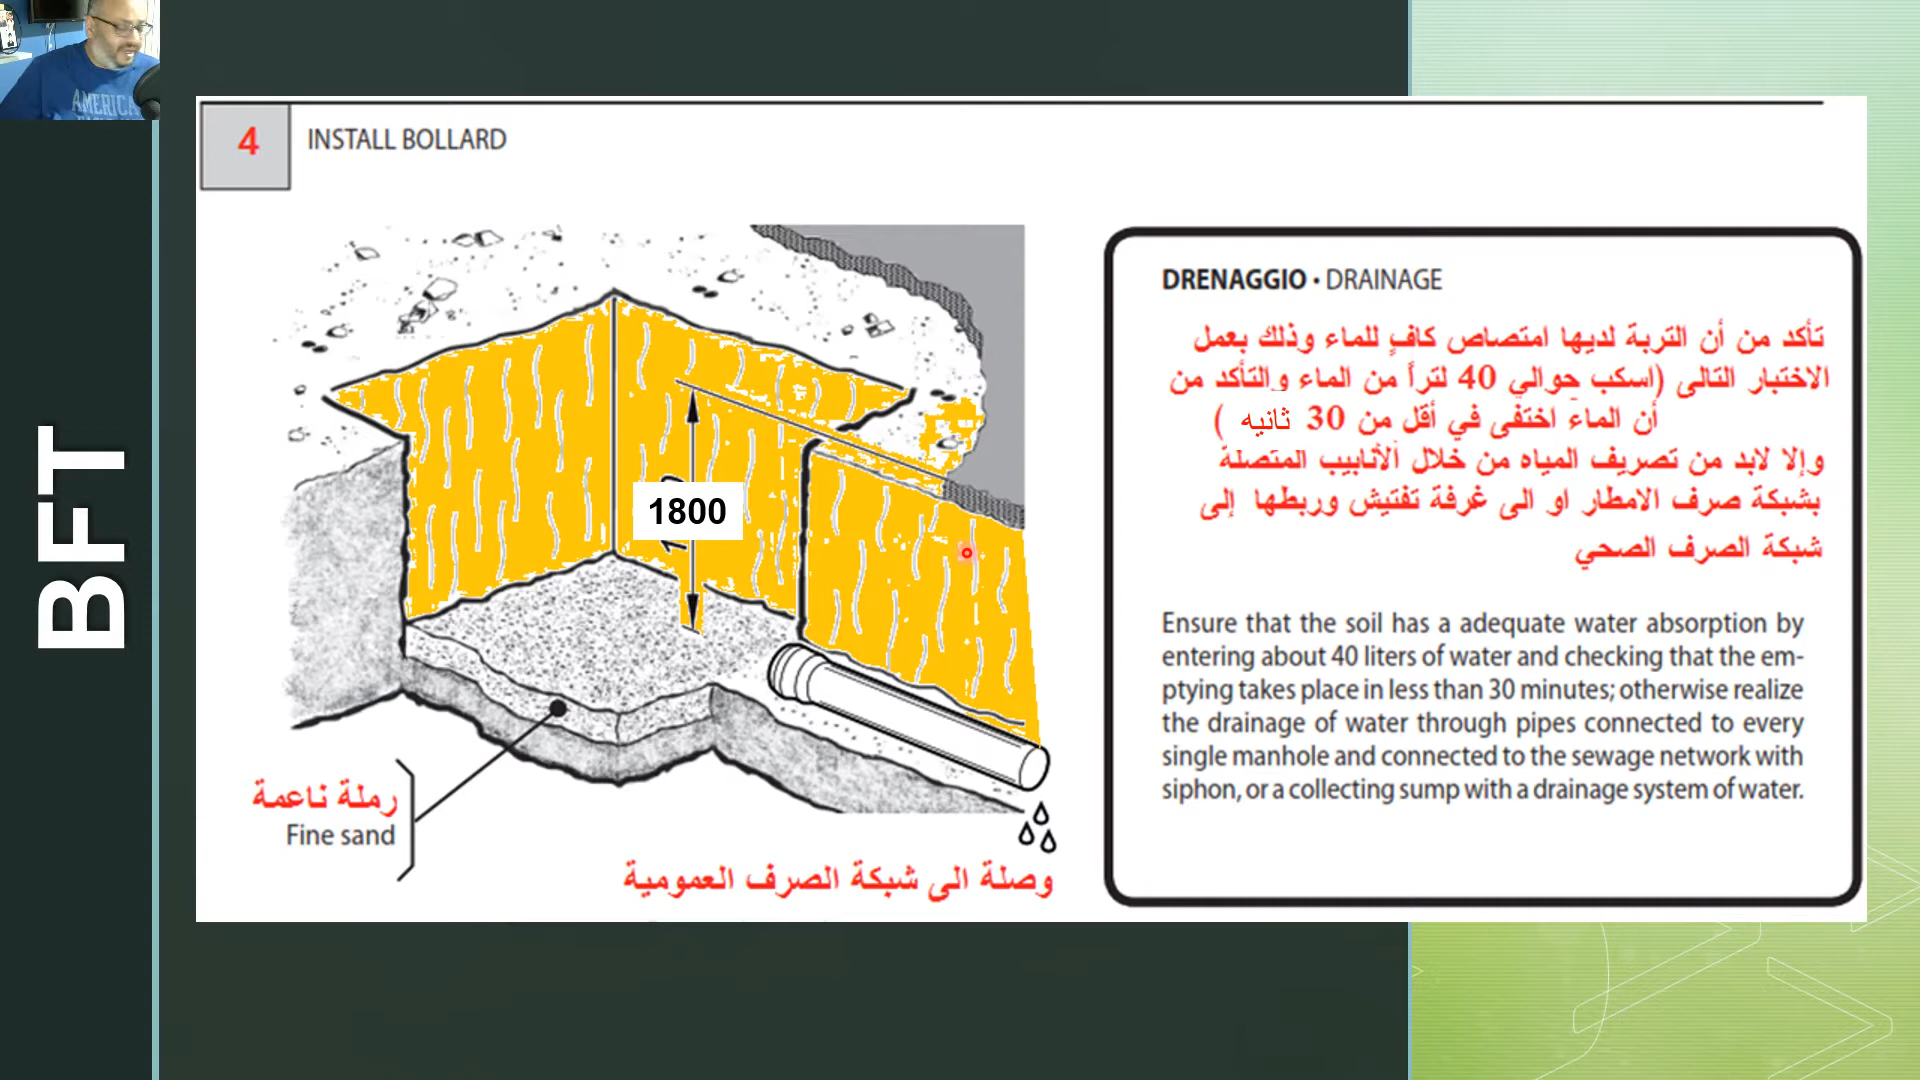 AMERICA
BFT
4
INSTALL BOLLARD
1800
رملة ناعمة
Fine sand
وصلة الى شبكة الصرف العمومية
DRENAGGIO • DRAINAGE
تأكد من أن التربة لديها امتصاص كافٍ للماء وذلك بعمل
الاختبار التالى (اسكب حوالي 40 لتراً من الماء والتأكد من
أن الماء اختفى في أقل من 30 ثانيه )
وإلا لابد من تصريف المياه من خلال الأنابيب المتصلة
بشبكة صرف الامطار او الى غرفة تفتيش وربطها إلى
شبكة الصرف الصحي
Ensure that the soil has a adequate water absorption by
entering about 40 liters of water and checking that the em-
ptying takes place in less than 30 minutes; otherwise realize
the drainage of water through pipes connected to every
single manhole and connected to the sewage network with
siphon, or a collecting sump with a drainage system of water.